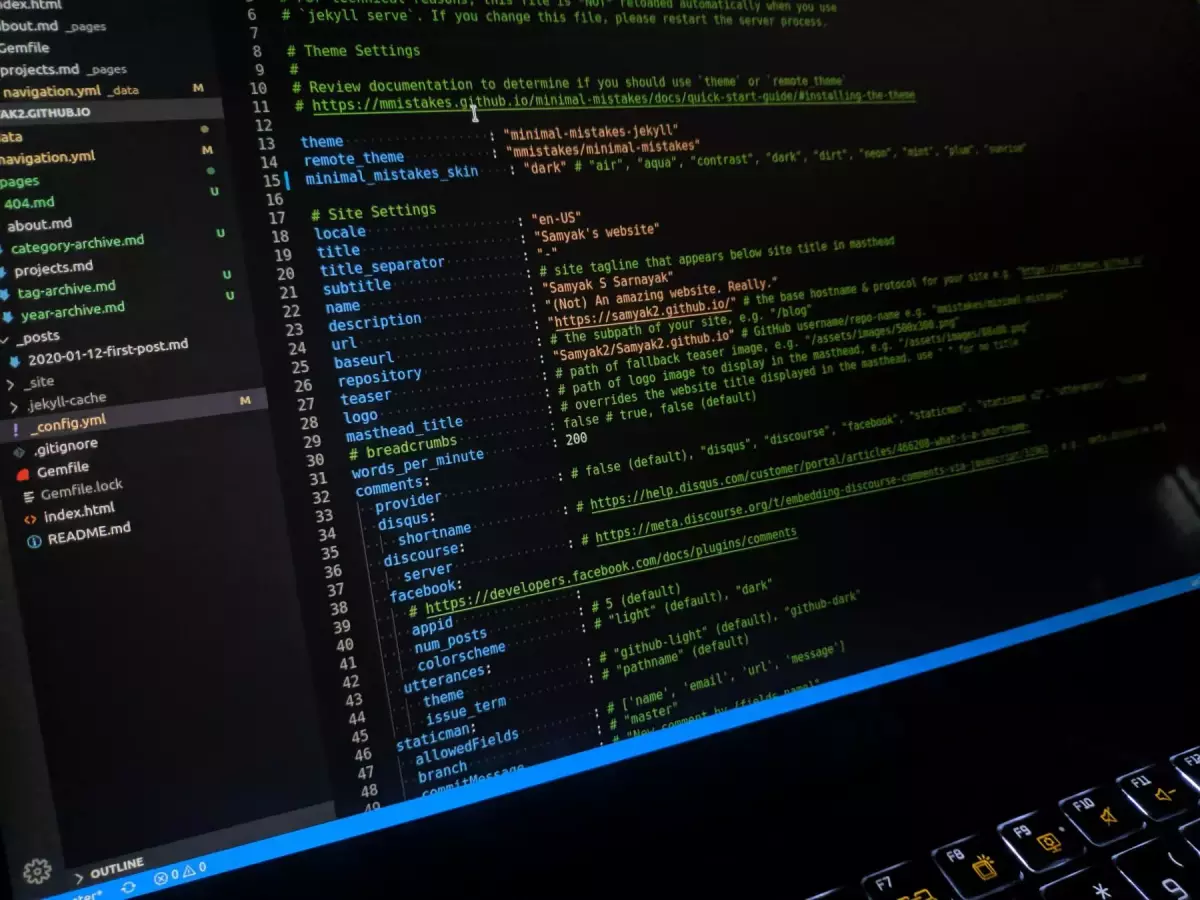 ndex.html
about.md _pages
Gemfile
projects.md _pages
navigation.yml _data M
AK2.GITHUB.IO
ata
navigation.yml M
pages
404.md U
about.md
category-archive.md U
projects.md
tag-archive.md U
year-archive.md U
_posts
2020-01-12-first-post.md
_site
.jekyll-cache
_config.yml M
.gitignore
Gemfile
Gemfile.lock
index.html
README.md
OUTLINE
0 0
# For technical reasons, this file is *NOT* reloaded automatically when you use
6 # `jekyll serve`. If you change this file, please restart the server process.
7
8 # Theme Settings
9 #
10 # Review documentation to determine if you should use `theme` or `remote_theme`
11 # https://mmistakes.github.io/minimal-mistakes/docs/quick-start-guide/#installing-the-theme
12
13 theme : "minimal-mistakes-jekyll"
14 remote_theme : "mmistakes/minimal-mistakes"
15 minimal_mistakes_skin : "dark" # "air", "aqua", "contrast", "dark", "dirt", "neon", "mint", "plum", "sunrise"
16
17 # Site Settings
18 locale : "en-US"
19 title : "Samyak's website"
20 title_separator : "-"
21 subtitle : # site tagline that appears below site title in masthead
22 name : "Samyak S Sarnayak"
23 description : "(Not) An amazing website. Really."
24 url : "https://samyak2.github.io/" # the base hostname & protocol for your site e.g. "https://mmistakes.github.io"
25 baseurl : # the subpath of your site, e.g. "/blog"
26 repository : "Samyak2/Samyak2.github.io" # GitHub username/repo-name e.g. "mmistakes/minimal-mistakes"
27 teaser : # path of fallback teaser image, e.g. "/assets/images/500x300.png"
28 logo : # path of logo image to display in the masthead, e.g. "/assets/images/88x88.png"
29 masthead_title : # overrides the website title displayed in the masthead, use " " for no title
30 # breadcrumbs : false # true, false (default)
31 words_per_minute : 200
32 comments:
33 provider : # false (default), "disqus", "discourse", "facebook", "staticman", "staticman_v2", "utterances",
34 disqus:
35 shortname : # https://help.disqus.com/customer/portal/articles/466208-what-s-a-shortname-
36 discourse:
37 server : # https://meta.discourse.org/t/embedding-discourse-comments-via-javascript/31963 , e.g.
38 facebook:
39 # https://developers.facebook.com/docs/plugins/comments
40 appid :
41 num_posts : # 5 (default)
42 colorscheme : # "light" (default), "dark"
43 utterances:
44 theme : # "github-light" (default), "github-dark"
45 issue_term : # "pathname" (default)
46 staticman:
47 allowedFields : # ['name', 'email', 'url', 'message']
48 branch : # "master"
49 commitMessage : # "New comment by {fields.name}"
F7 F8 F9 F10 F11 F12
* ( 9